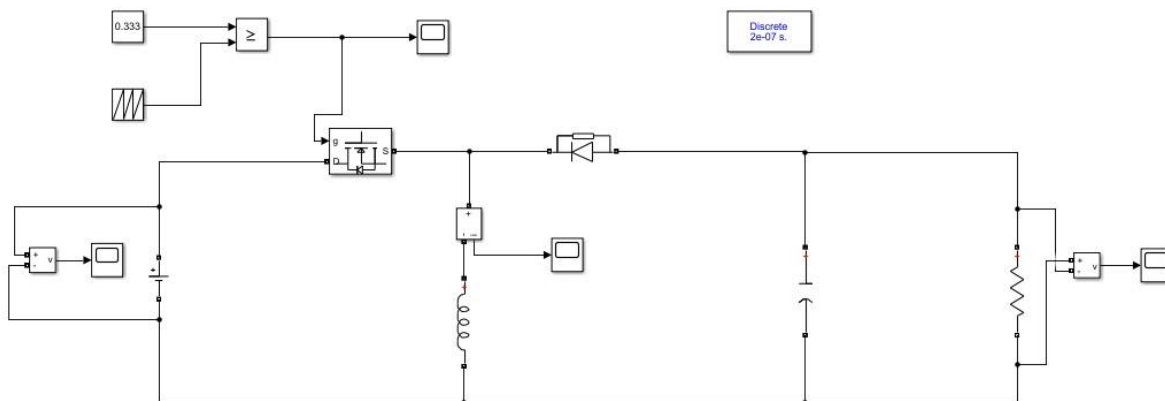 0.333
≥
Discrete
2e-07 s.
g
D
S
+
i
-
+
-
v
+
+
+
+
+
-
v